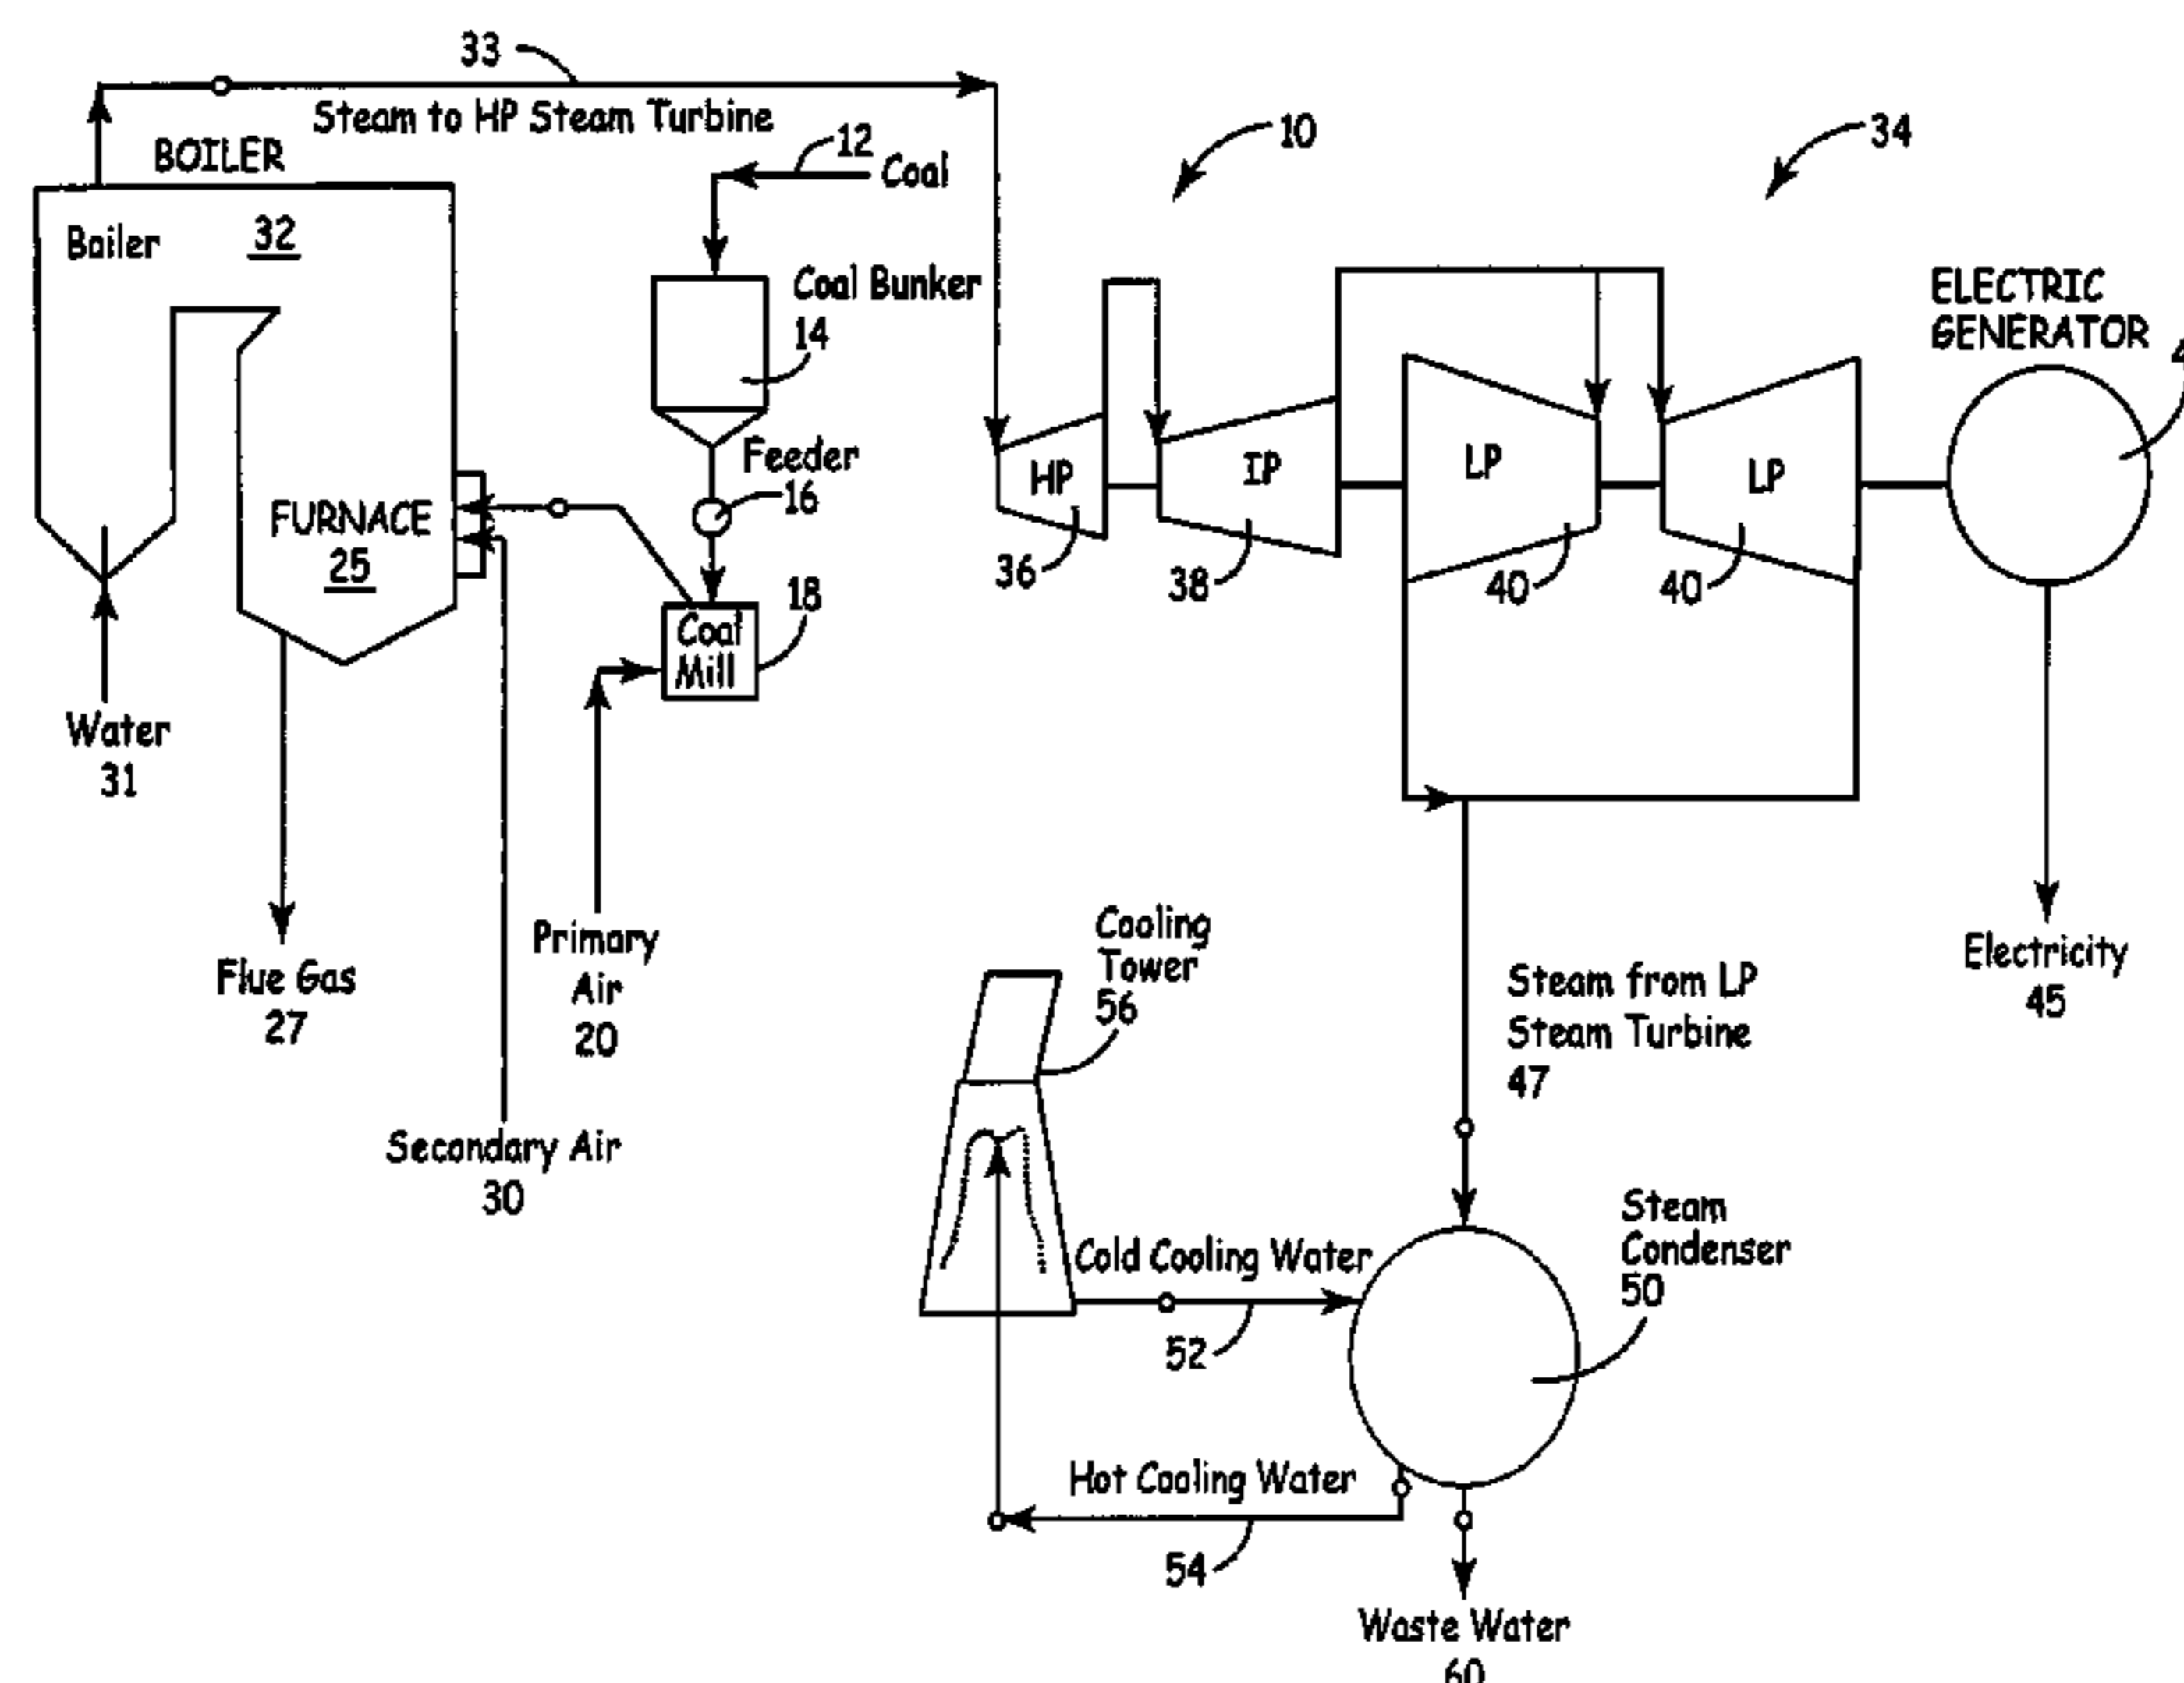 33
Steam to HP Steam Turbine
BOILER
Boiler
32
12
Coal
10
34
Coal Bunker
14
Feeder
16
FURNACE
25
Coal
Mill
18
HP
IP
LP
LP
36
38
40
40
ELECTRIC
GENERATOR
Water
31
Flue Gas
27
Primary
Air
20
Secondary Air
30
Cooling
Tower
56
Steam from LP
Steam Turbine
47
Electricity
45
Cold Cooling Water
52
Steam
Condenser
50
Hot Cooling Water
54
Waste Water
60